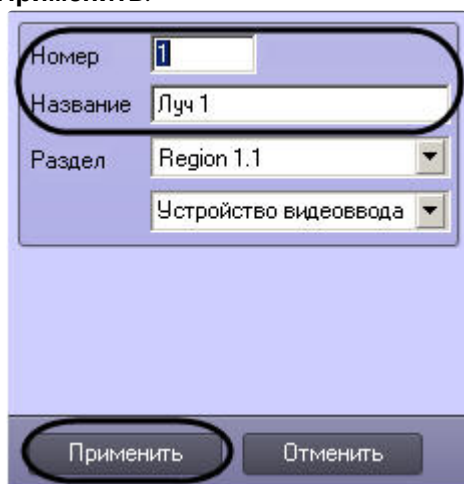 Применить.
Номер 1
Название Луч 1
Раздел Region 1.1
Устройство видеоввода
Применить Отменить